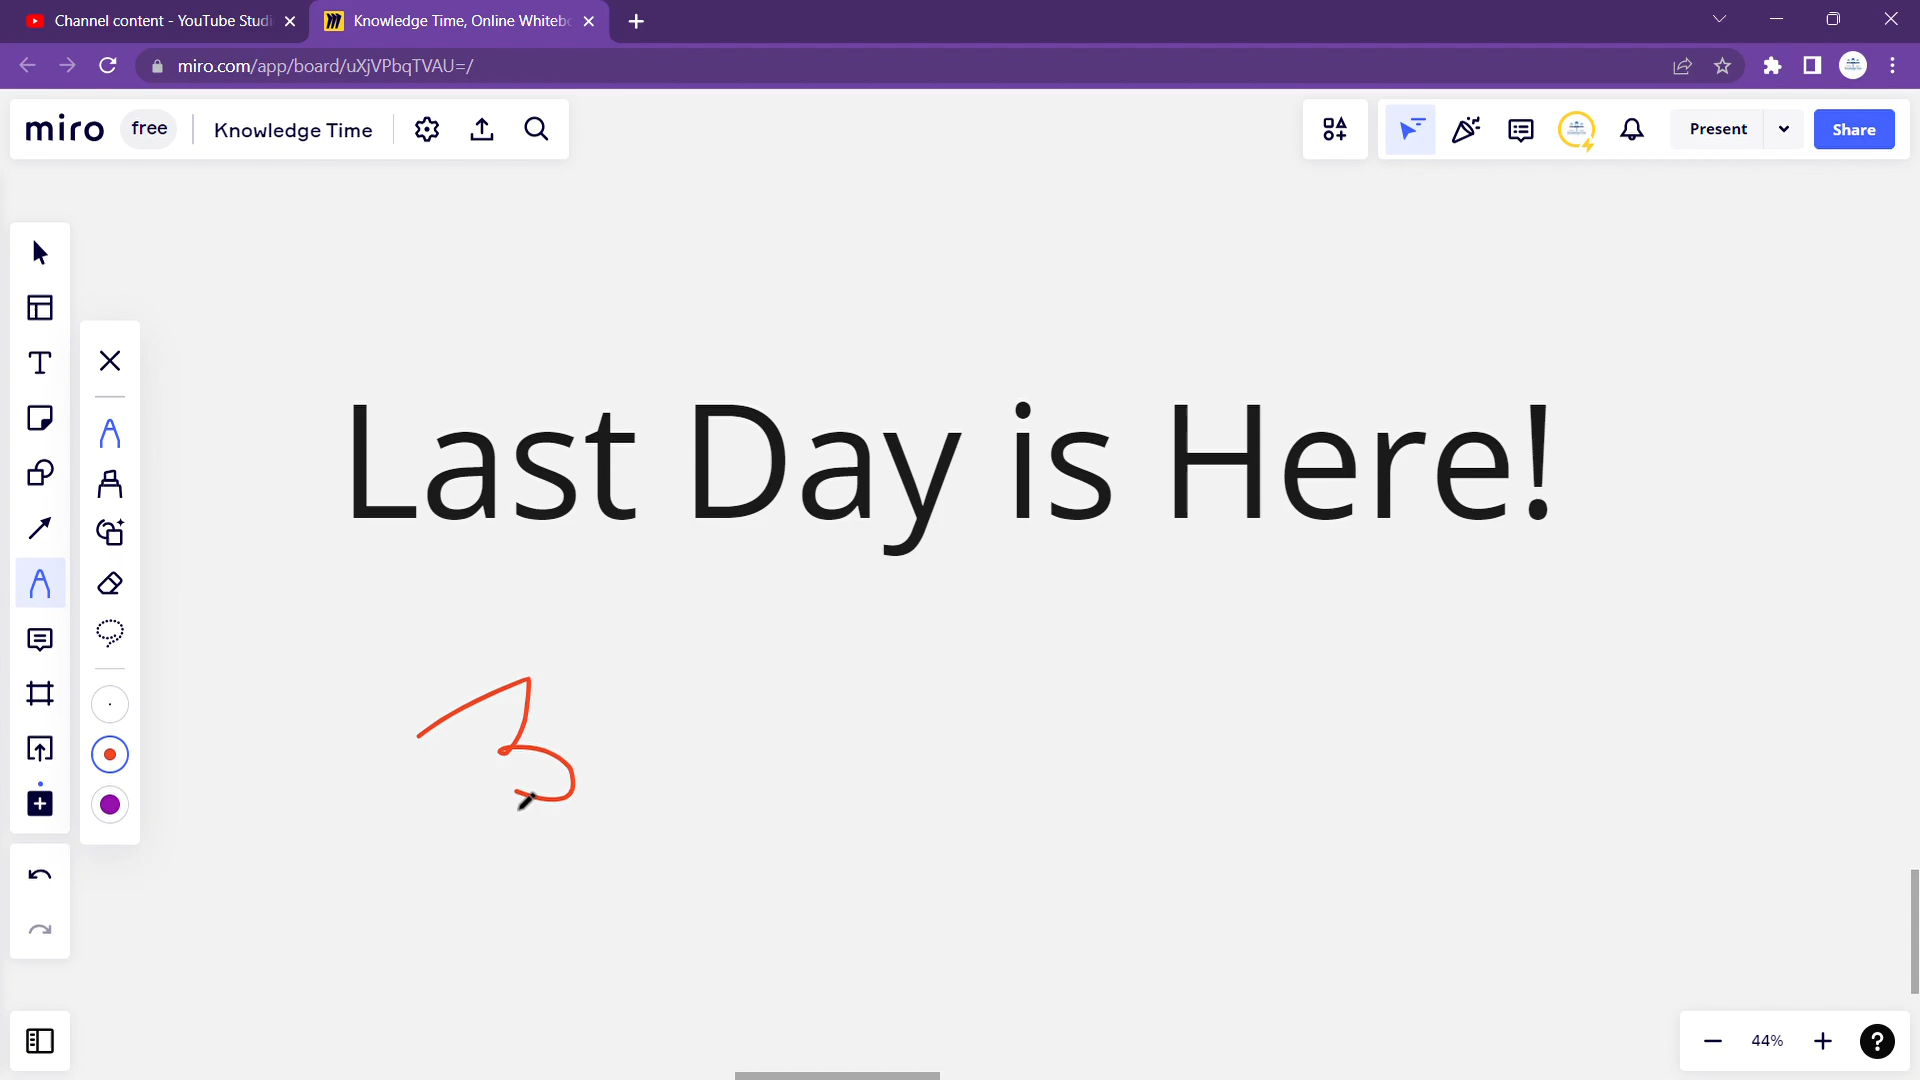 Channel content - YouTube Studi
Knowledge Time, Online Whitebo
miro.com/app/board/uXjVPbqTVAU=/
miro free Knowledge Time
Present Share
Last Day is Here!
3
44%